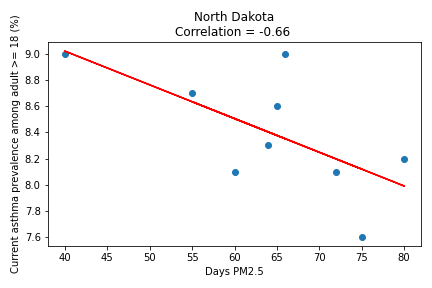 North Dakota
Correlation = -0.66
Current asthma prevalence among adult >= 18 (%)
9.0
8.8
8.6
8.4
8.2
8.0
7.8
7.6
40 45 50 55 60 65 70 75 80
Days PM2.5